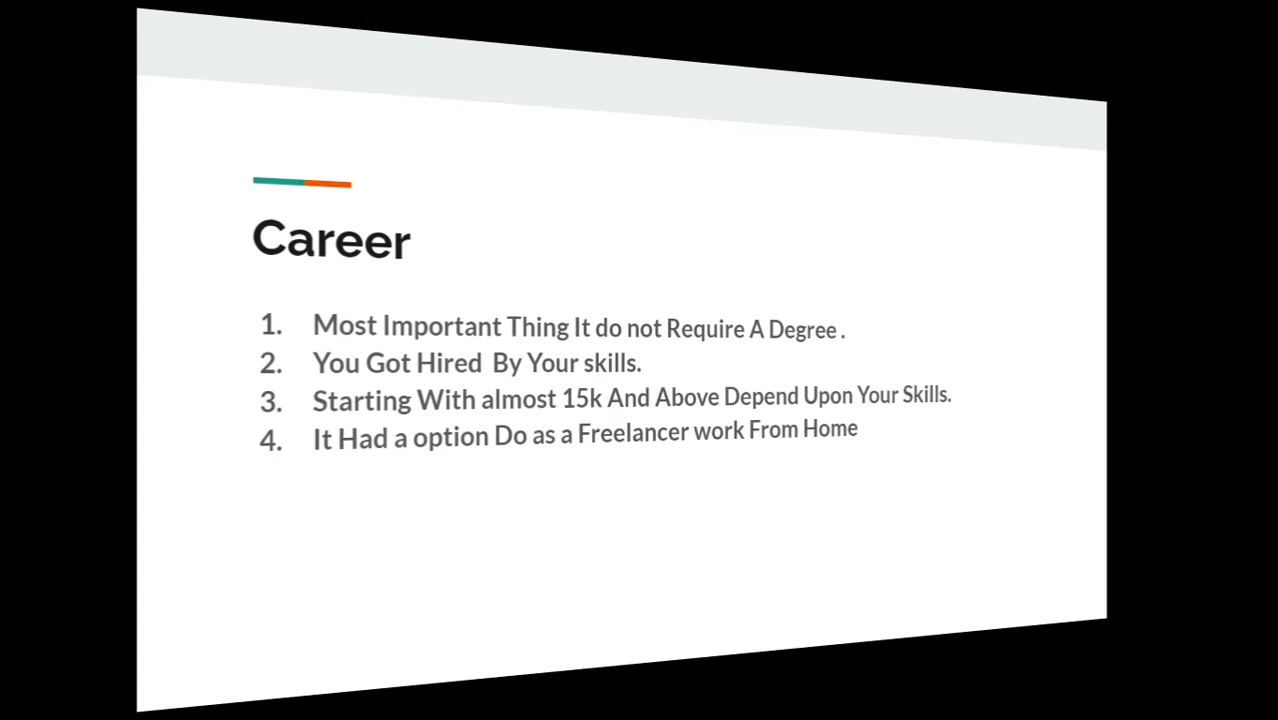 Career
1. Most Important Thing It do not Require A Degree .
2. You Got Hired  By Your skills.
3. Starting With almost 15k And Above Depend Upon Your Skills.
4. It Had a option Do as a Freelancer work From Home